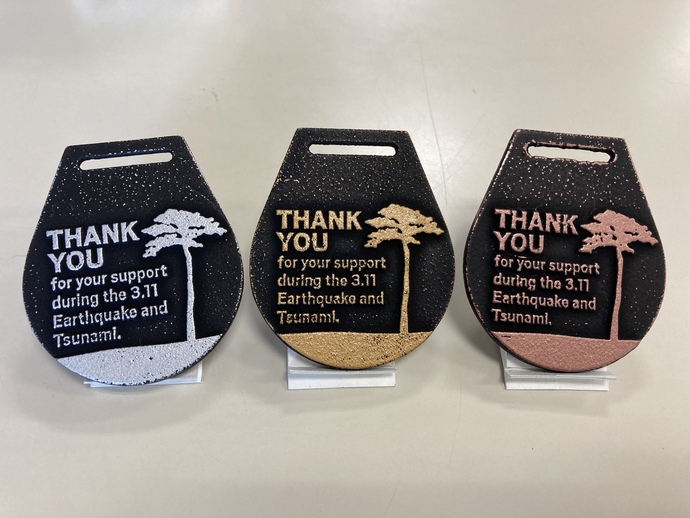 THANK
YOU
for your support
during the 3.11
Earthquake and
Tsunami.
THANK
YOU
for your support
during the 3.11
Earthquake and
Tsunami.
THANK
YOU
for your support
during the 3.11
Earthquake and
Tsunami.